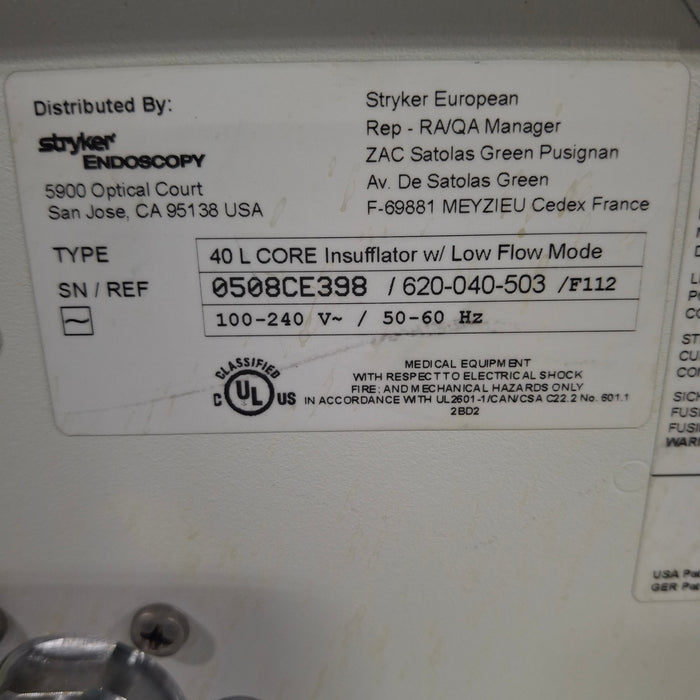 Distributed By:
stryker
ENDOSCOPY
5900 Optical Court
San Jose, CA 95138 USA
Stryker European
Rep - RA/QA Manager
ZAC Satolas Green Pusignan
Av. De Satolas Green
F-69881 MEYZIEU Cedex France
TYPE 40 L CORE Insufflator w/ Low Flow Mode
SN / REF 0508CE398 / 620-040-503 /F112
100-240 V~ / 50-60 Hz
CLASSIFIED
C UL US
MEDICAL EQUIPMENT
WITH RESPECT TO ELECTRICAL SHOCK
FIRE; AND MECHANICAL HAZARDS ONLY
IN ACCORDANCE WITH UL2601-1/CAN/CSA C22.2 No. 601.1
2BD2
USA
GER